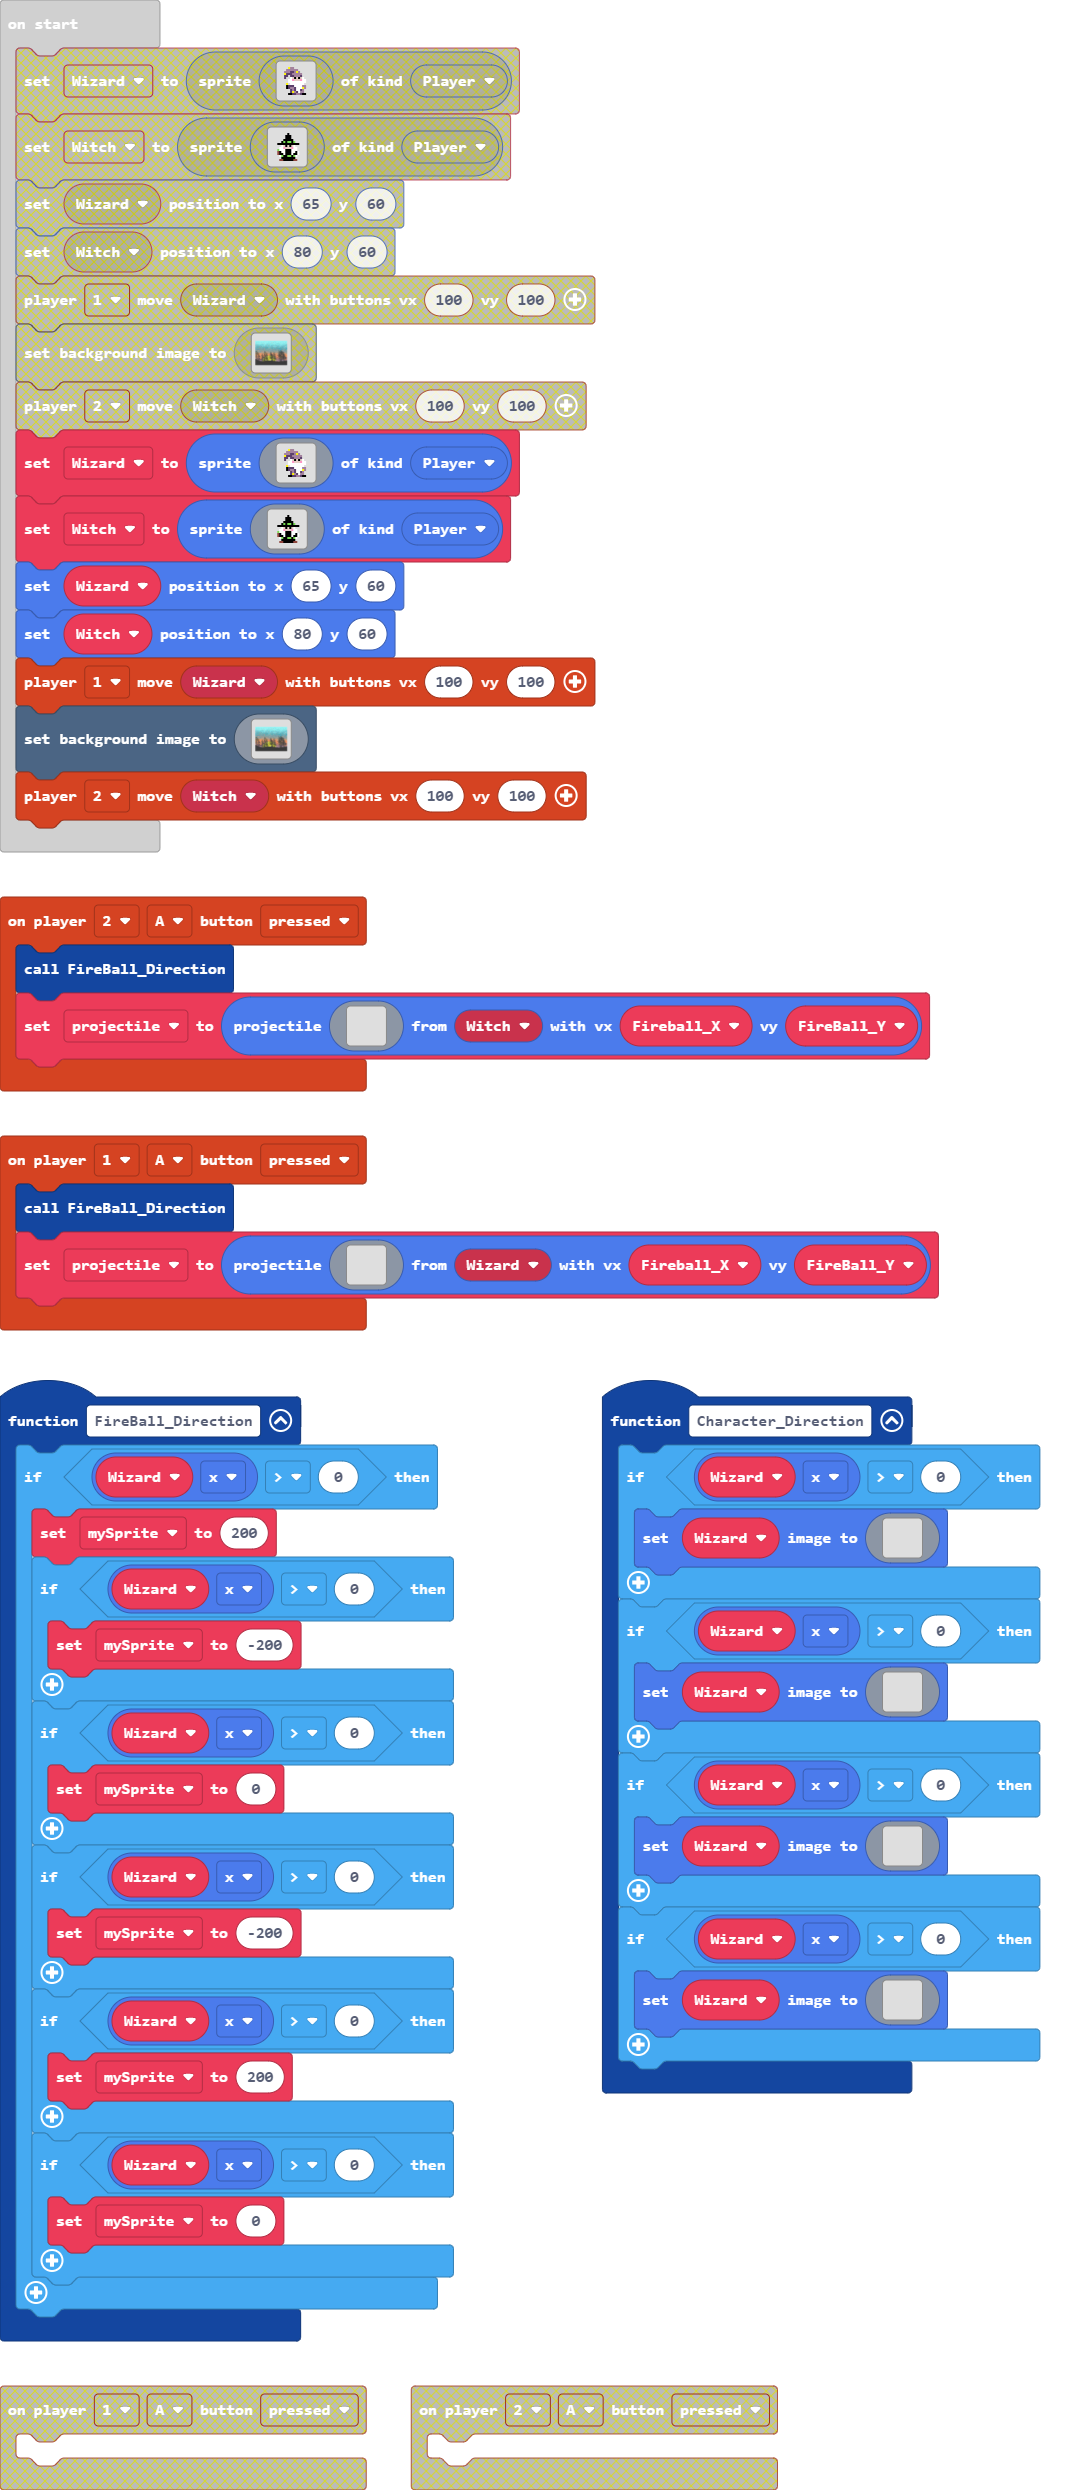 on start
set Wizard to sprite of kind Player
set Witch to sprite of kind Player
set Wizard position to x 65 y 60
set Witch position to x 80 y 60
player 1 move Wizard with buttons vx 100 vy 100
set background image to
player 2 move Witch with buttons vx 100 vy 100
set Wizard to sprite of kind Player
set Witch to sprite of kind Player
set Wizard position to x 65 y 60
set Witch position to x 80 y 60
player 1 move Wizard with buttons vx 100 vy 100
set background image to
player 2 move Witch with buttons vx 100 vy 100
on player 2 A button pressed
call FireBall_Direction
set projectile to projectile from Witch with vx Fireball_X vy FireBall_Y
on player 1 A button pressed
call FireBall_Direction
set projectile to projectile from Wizard with vx Fireball_X vy FireBall_Y
function FireBall_Direction
if Wizard x > 0 then
set mySprite to 200
if Wizard x > 0 then
set mySprite to -200
if Wizard x > 0 then
set mySprite to 0
if Wizard x > 0 then
set mySprite to -200
if Wizard x > 0 then
set mySprite to 200
if Wizard x > 0 then
set mySprite to 0
function Character_Direction
if Wizard x > 0 then
set Wizard image to
if Wizard x > 0 then
set Wizard image to
if Wizard x > 0 then
set Wizard image to
if Wizard x > 0 then
set Wizard image to
on player 1 A button pressed
on player 2 A button pressed